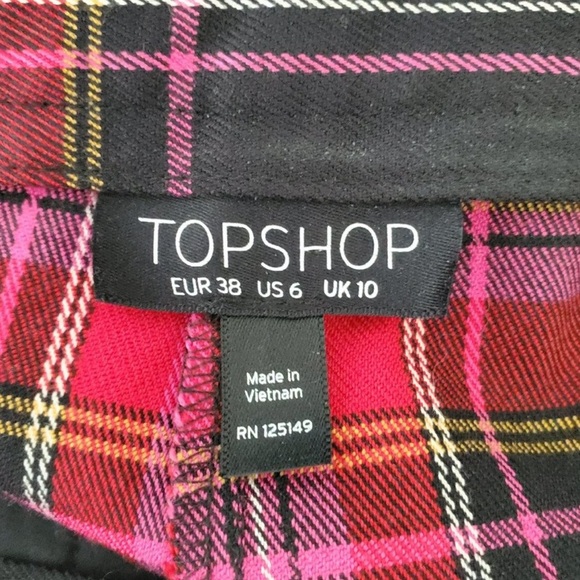 TOPSHOP
EUR 38 US 6 UK 10
Made in
Vietnam
RN 125149